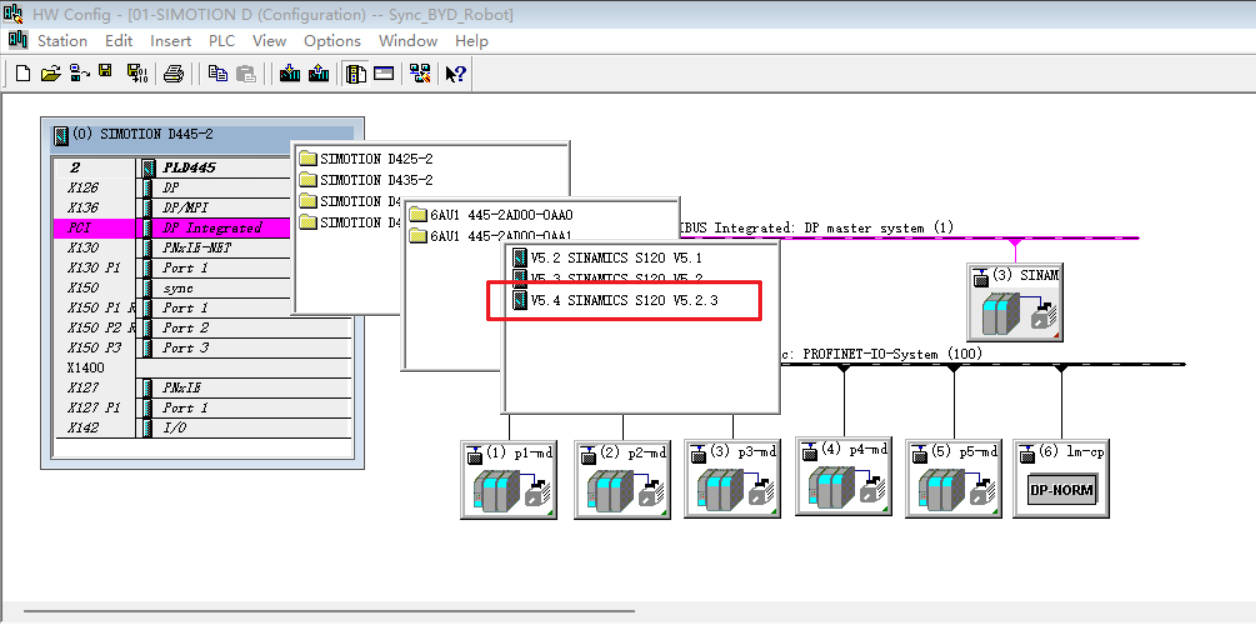 HW Config - [01-SIMOTION D (Configuration) -- Sync_BYD_Robot]
Station Edit Insert PLC View Options Window Help
(0) SIMOTION D445-2
2 PLD445
X126 DP
X136 DP/MPI
PCI DP Integrated
X130 PNxIE-NET
X130 P1 Port 1
X150 sync
X150 P1 R Port 1
X150 P2 R Port 2
X150 P3 Port 3
X1400
X127 PNxIE
X127 P1 Port 1
X142 I/O
SIMOTION D425-2
SIMOTION D435-2
SIMOTION D4
SIMOTION D4
6AU1 445-2AD00-0AA0
6AU1 445-2AD00-0AA1
V5.2 SINAMICS S120 V5.1
V5.3 SINAMICS S120 V5.2
V5.4 SINAMICS S120 V5.2.3
IBUS Integrated: DP master system (1)
(3) SINAM
c: PROFINET-IO-System (100)
(1) p1-md
(2) p2-md
(3) p3-md
(4) p4-md
(5) p5-md
(6) lm-cp
DP-NORM